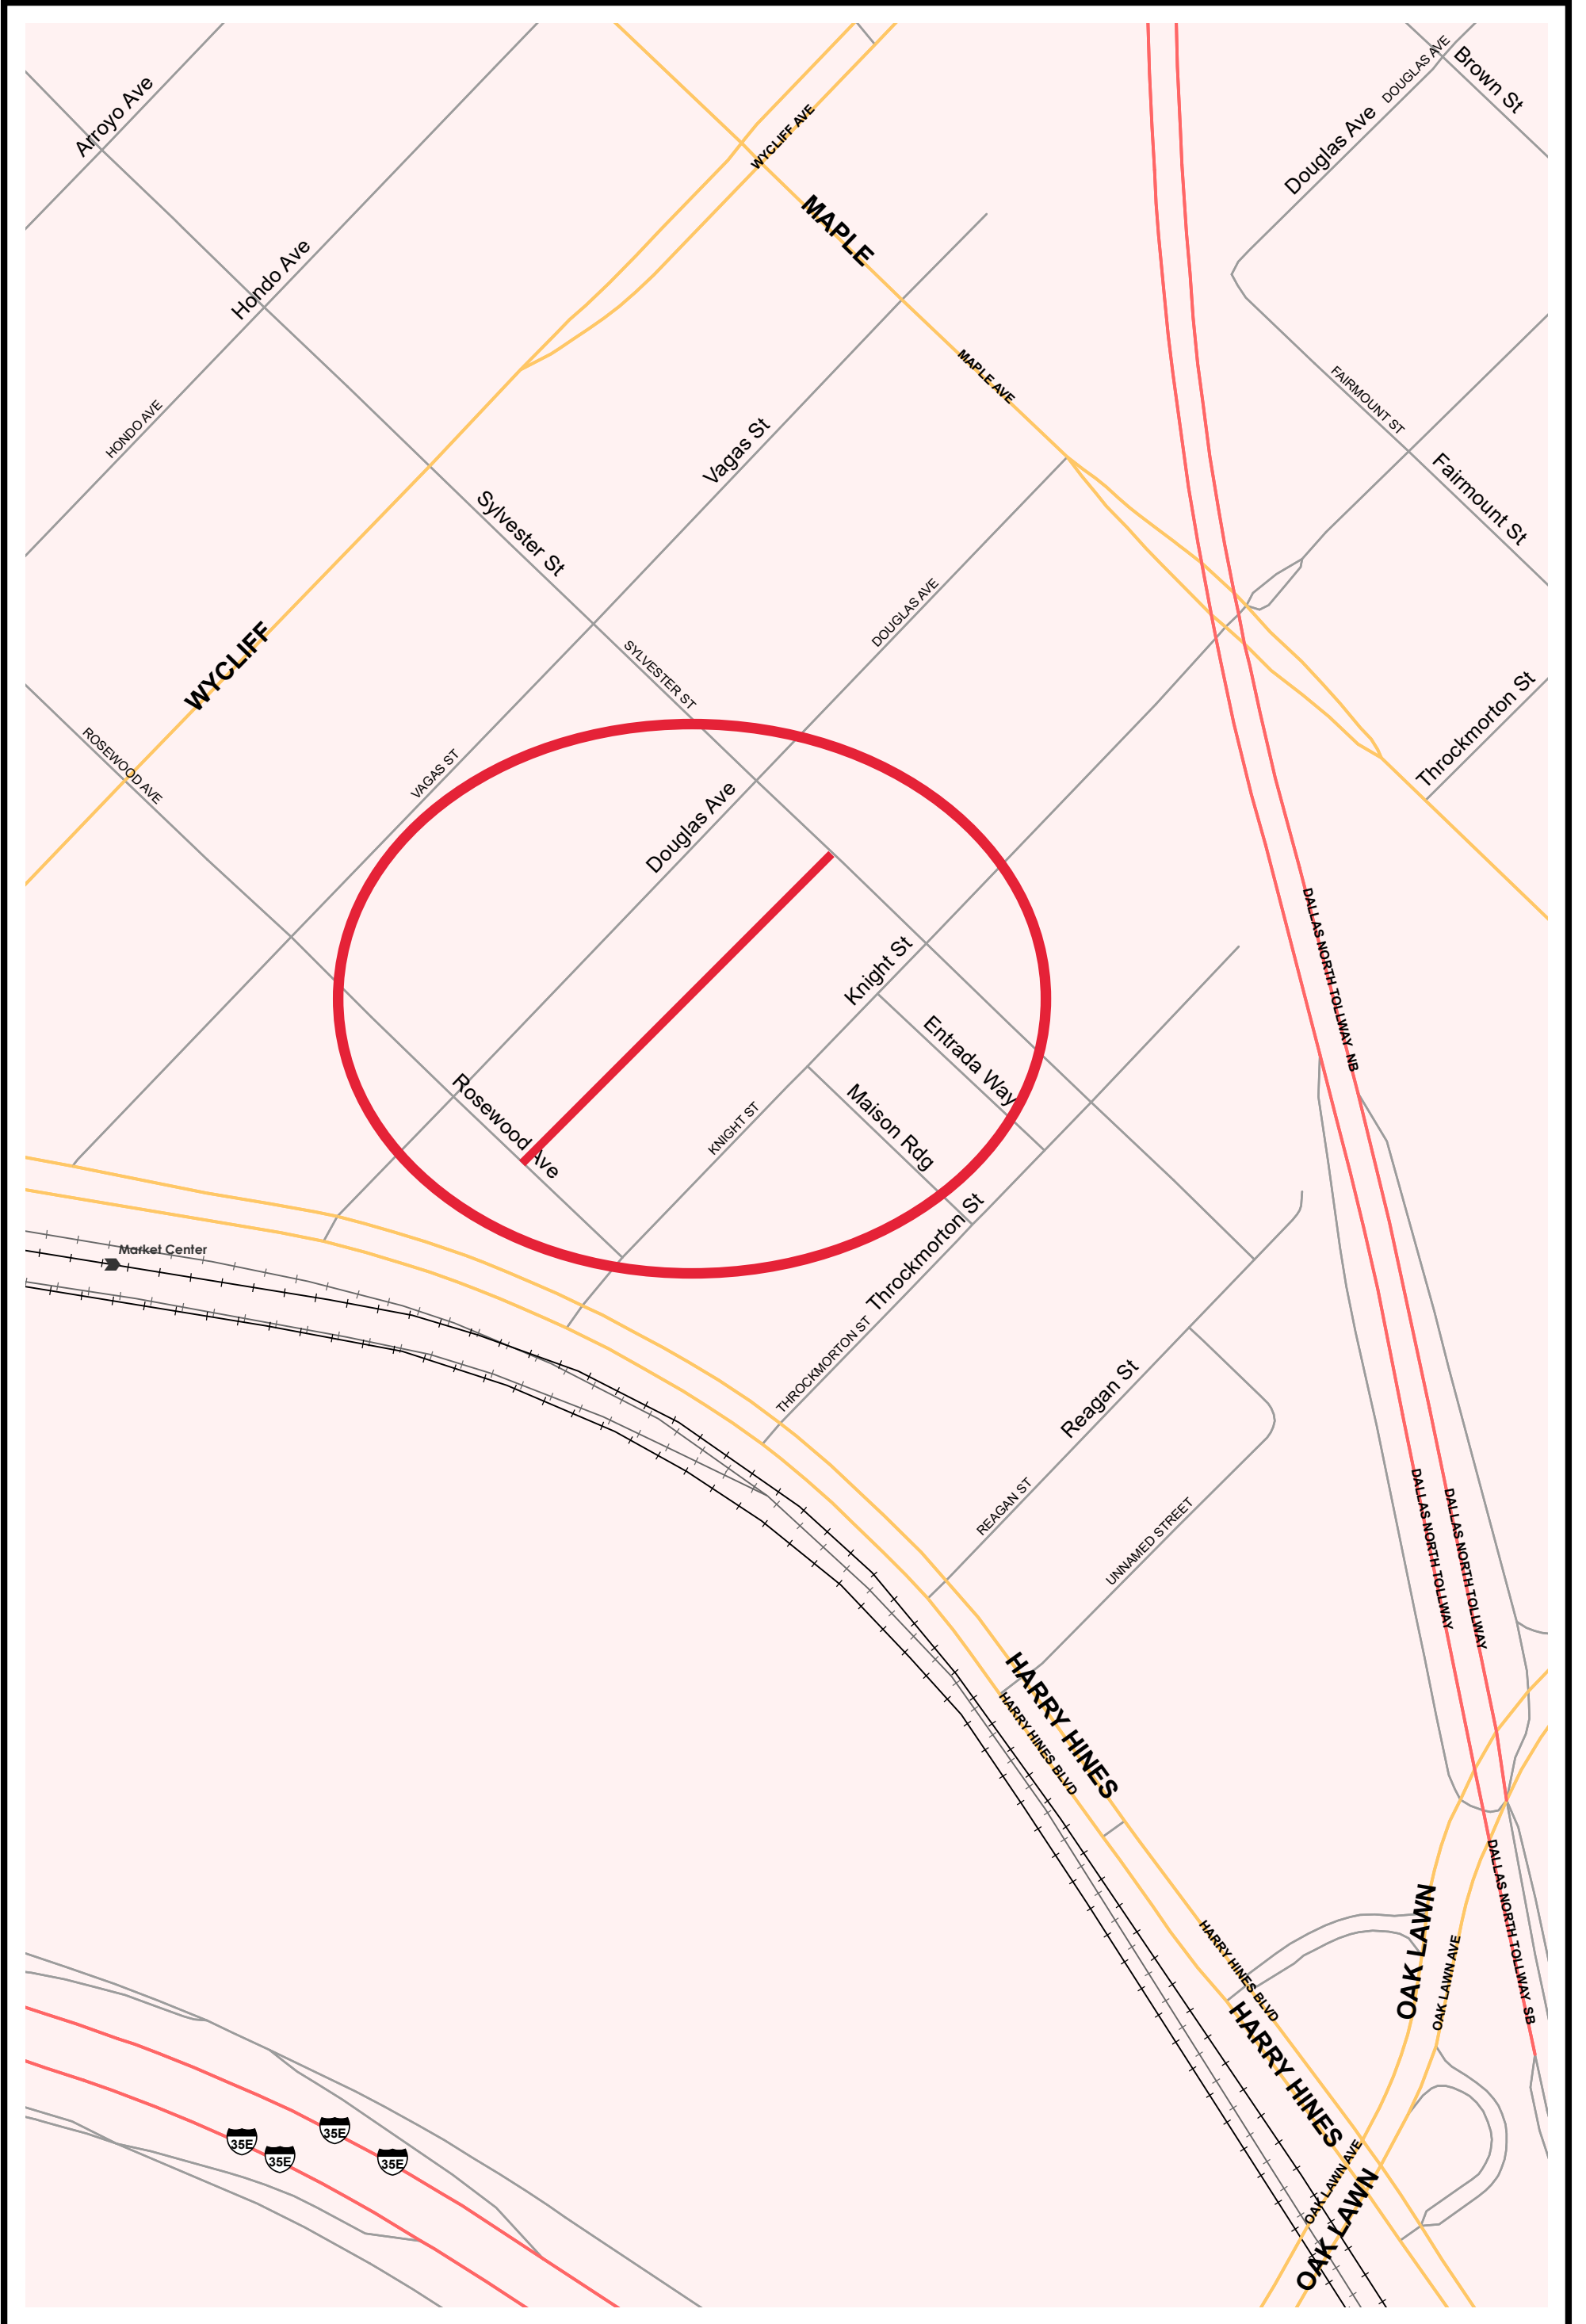 Brown St
DOUGLAS AVE
Arroyo Ave
Douglas Ave
WYCLIFF AVE
MAPLE
Hondo Ave
MAPLE AVE
FAIRMOUNT ST
HONDO AVE
Vagas St
Fairmount St
Sylvester St
DOUGLAS AVE
WYCLIFF
SYLVESTER ST
Throckmorton St
ROSEWOOD AVE
VAGAS ST
Douglas Ave
DALLAS NORTH TOLLWAY NB
Knight St
Entrada Way
Rosewood Ave
KNIGHT ST
Maison Rdg
Market Center
Throckmorton St
THROCKMORTON ST
Reagan St
REAGAN ST
UNNAMED STREET
DALLAS NORTH TOLLWAY
DALLAS NORTH TOLLWAY
HARRY HINES
HARRY HINES BLVD
DALLAS NORTH TOLLWAY SB
OAK LAWN
OAK LAWN AVE
HARRY HINES BLVD
HARRY HINES
35E
35E
35E
35E
OAK LAWN AVE
OAK LAWN